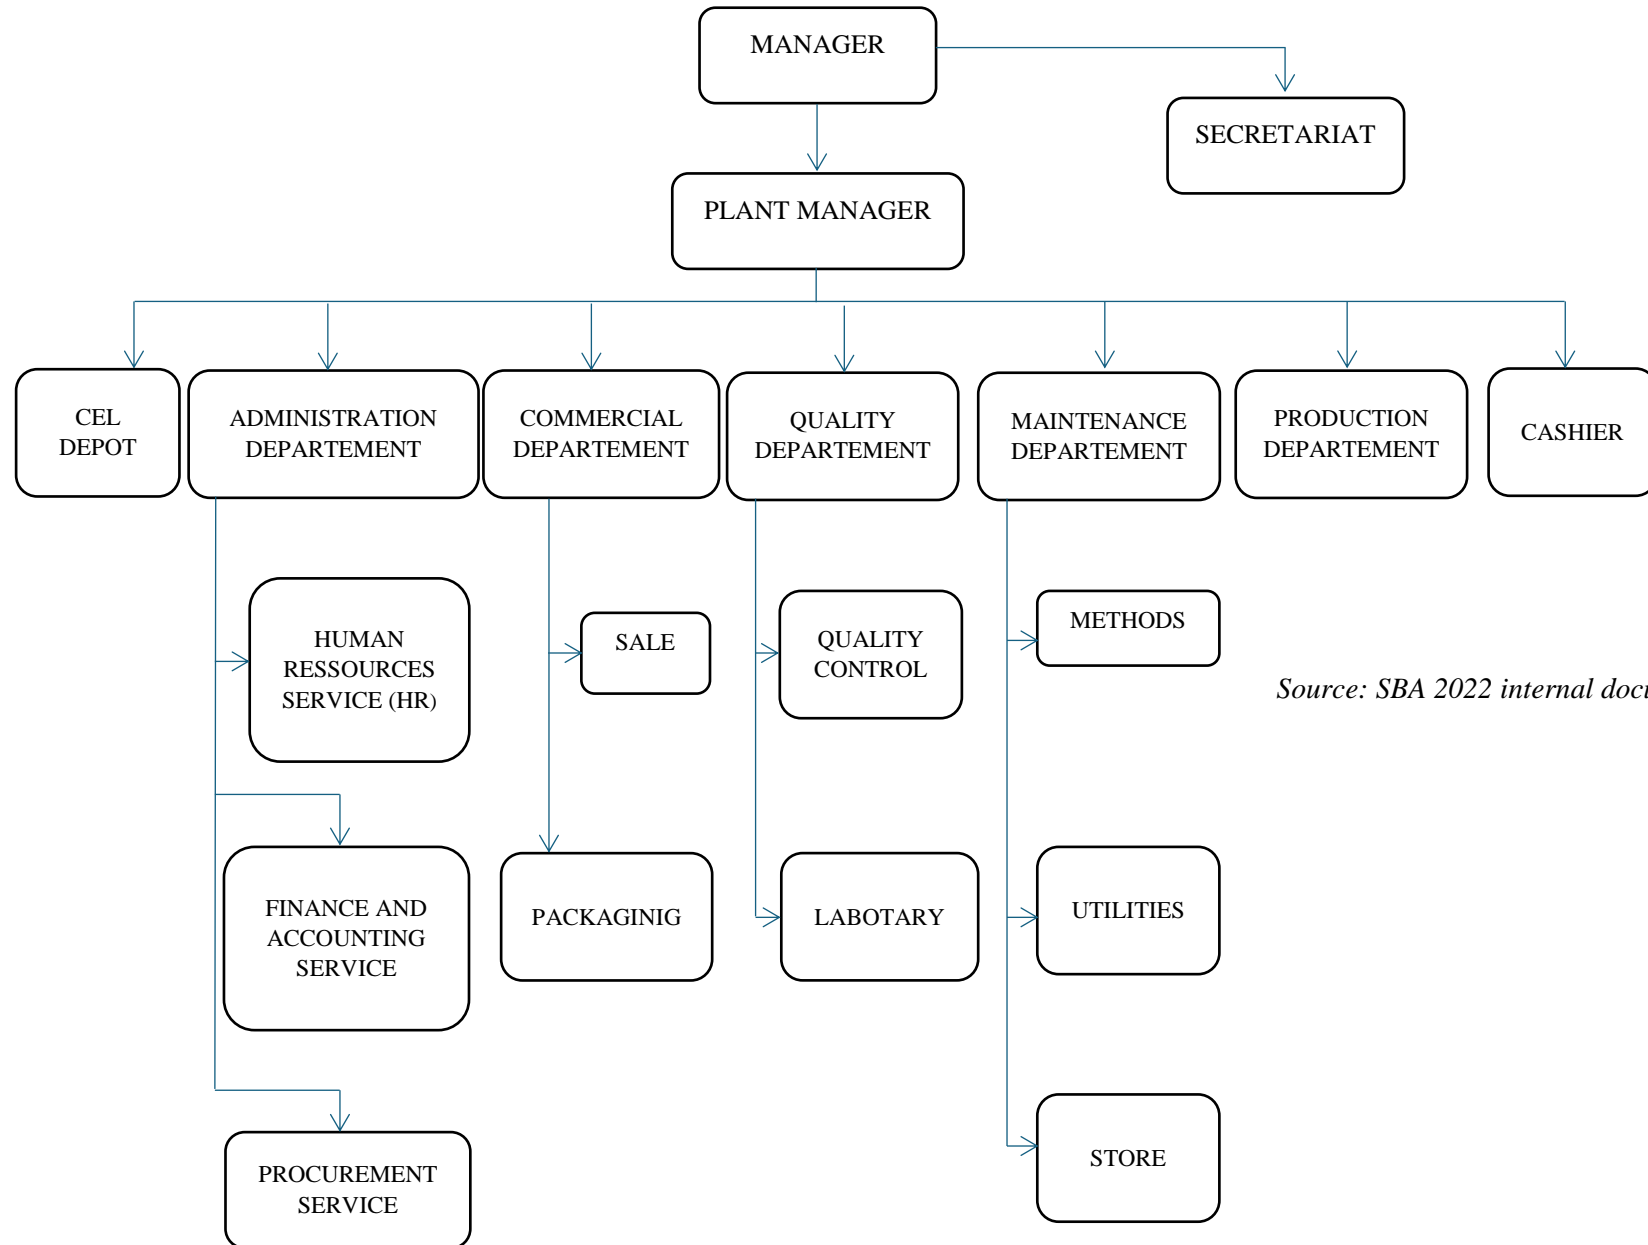 MANAGER
SECRETARIAT
PLANT MANAGER
CEL
DEPOT
ADMINISTRATION
DEPARTEMENT
COMMERCIAL
DEPARTEMENT
QUALITY
DEPARTEMENT
MAINTENANCE
DEPARTEMENT
PRODUCTION
DEPARTEMENT
CASHIER
HUMAN
RESSOURCES
SERVICE (HR)
SALE
QUALITY
CONTROL
METHODS
Source: SBA 2022 internal docu
FINANCE AND
ACCOUNTING
SERVICE
PACKAGINIG
LABOTARY
UTILITIES
PROCUREMENT
SERVICE
STORE